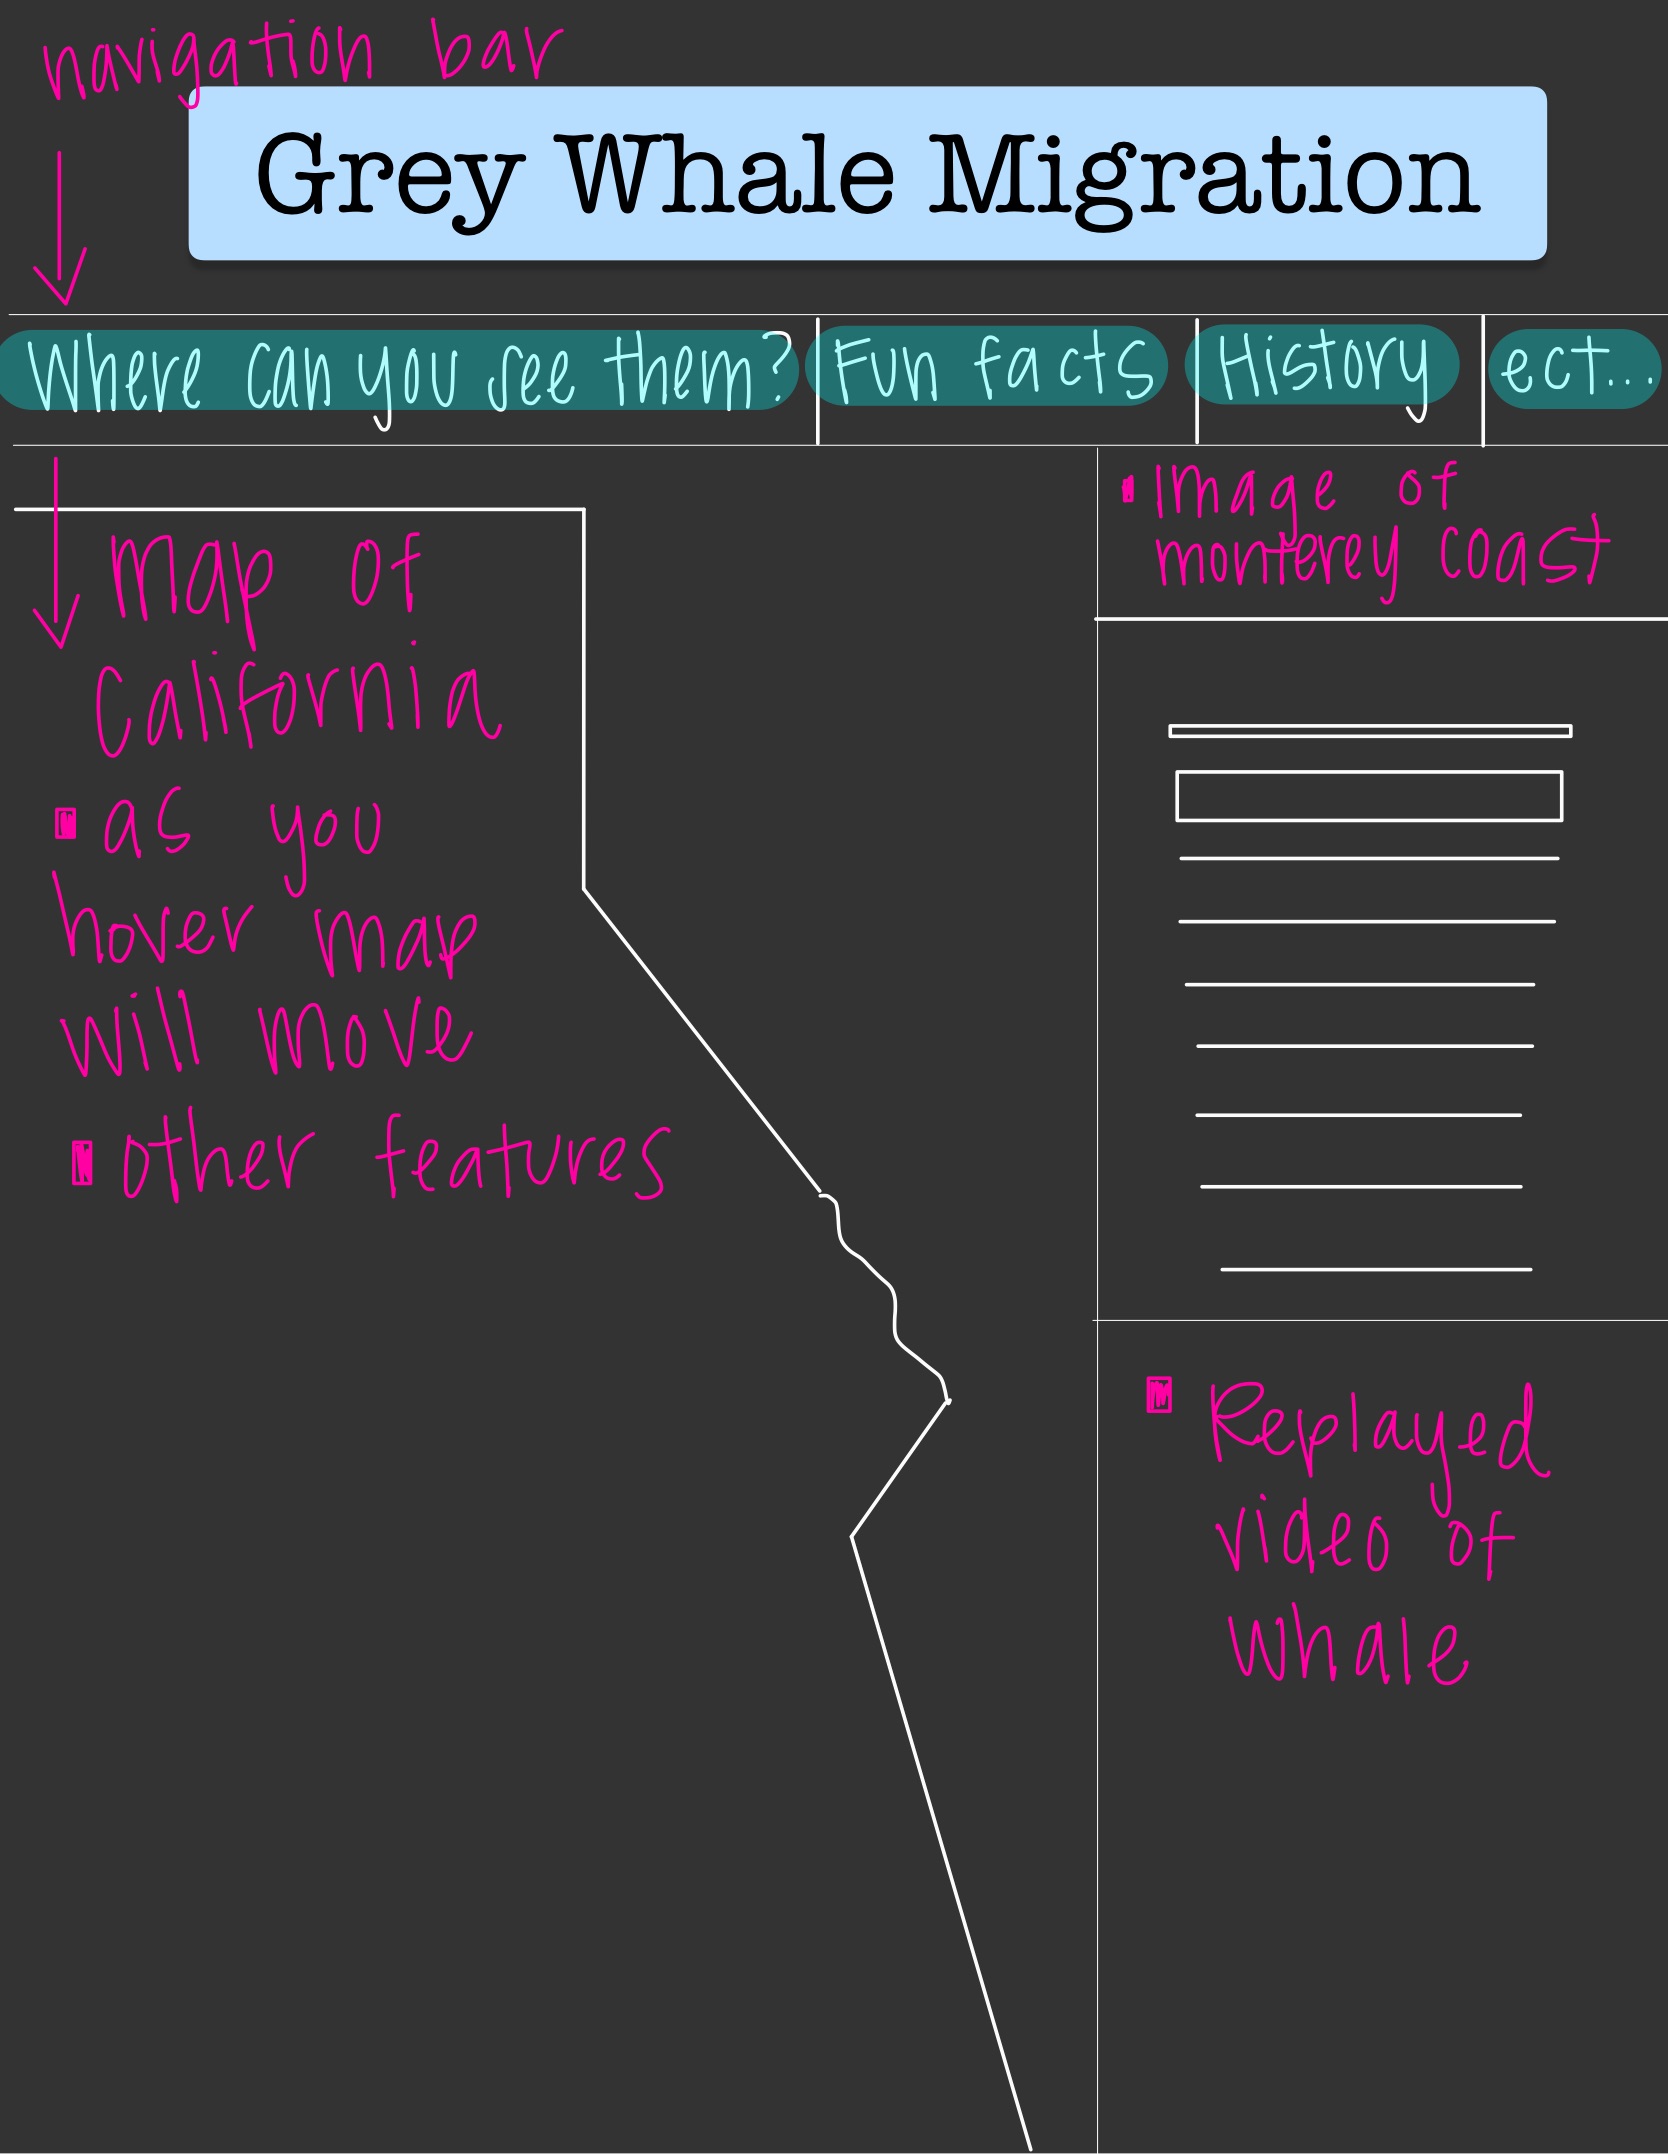 navigation bar
Grey Whale Migration
Where can you see them? Fun facts History ect...
Map of
California
as you
hover map
will move
other features
Image of
monterey coast
Replayed
video of
Whale